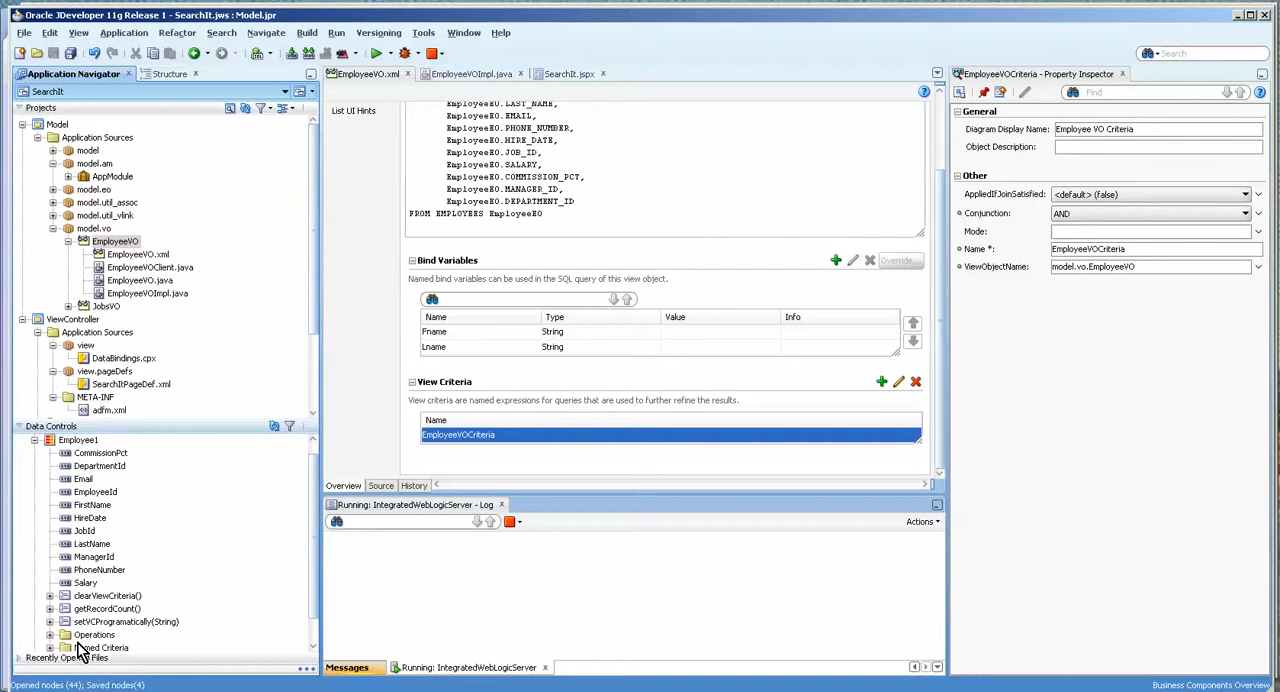 Oracle JDeveloper 11g Release 1 - SearchIt.jws : Model.jpr
File Edit View Application Refactor Search Navigate Build Run Versioning Tools Window Help
Search
Application Navigator
Structure
SearchIt
Projects
Model
Application Sources
model
model.am
AppModule
model.eo
model.util_assoc
model.util_vlink
model.vo
EmployeeVO
EmployeeVO.xml
EmployeeVOClient.java
EmployeeVO.java
EmployeeVOImpl.java
JobsVO
ViewController
Application Sources
view
DataBindings.cpx
view.pageDefs
SearchItPageDef.xml
META-INF
adfm.xml
Data Controls
Employee1
CommissionPct
DepartmentId
Email
EmployeeId
FirstName
HireDate
JobId
LastName
ManagerId
PhoneNumber
Salary
clearViewCriteria()
getRecordCount()
setVCProgramatically(String)
Operations
Criteria
Recently Files
EmployeeVO.xml
EmployeeVOImpl.java
SearchIt.jspx
List UI Hints
EmployeeEO.LAST_NAME,
EmployeeEO.EMAIL,
EmployeeEO.PHONE_NUMBER,
EmployeeEO.HIRE_DATE,
EmployeeEO.JOB_ID,
EmployeeEO.SALARY,
EmployeeEO.COMMISSION_PCT,
EmployeeEO.MANAGER_ID,
EmployeeEO.DEPARTMENT_ID
FROM EMPLOYEES EmployeeEO
Bind Variables
Override...
Named bind variables can be used in the SQL query of this view object.
Name Type Value Info
Fname String
Lname String
View Criteria
View criteria are named expressions for queries that are used to further refine the results.
Name
EmployeeVOCriteria
Overview Source History
Running: IntegratedWebLogicServer - Log
Actions
Messages
Running: IntegratedWebLogicServer
EmployeeVOCriteria - Property Inspector
Find
General
Diagram Display Name: Employee VO Criteria
Object Description:
Other
AppliedIfJoinSatisfied: <default> (false)
Conjunction: AND
Mode:
Name *: EmployeeVOCriteria
ViewObjectName: model.vo.EmployeeVO
Opened nodes (44); Saved nodes(4)
Business Components Overview